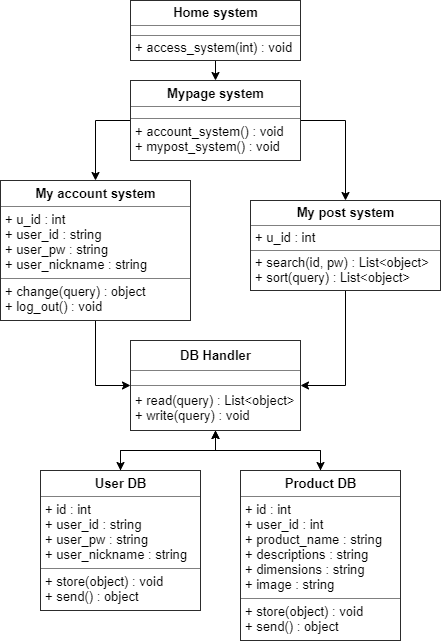 Home system
+ access_system(int) : void
Mypage system
+ account_system() : void
+ mypost_system() : void
My account system
+ u_id : int
+ user_id : string
+ user_pw : string
+ user_nickname : string
+ change(query) : object
+ log_out() : void
My post system
+ u_id : int
+ search(id, pw) : List<object>
+ sort(query) : List<object>
DB Handler
+ read(query) : List<object>
+ write(query) : void
User DB
+ id : int
+ user_id : string
+ user_pw : string
+ user_nickname : string
+ store(object) : void
+ send() : object
Product DB
+ id : int
+ user_id : int
+ product_name : string
+ descriptions : string
+ dimensions : string
+ image : string
+ store(object) : void
+ send() : object